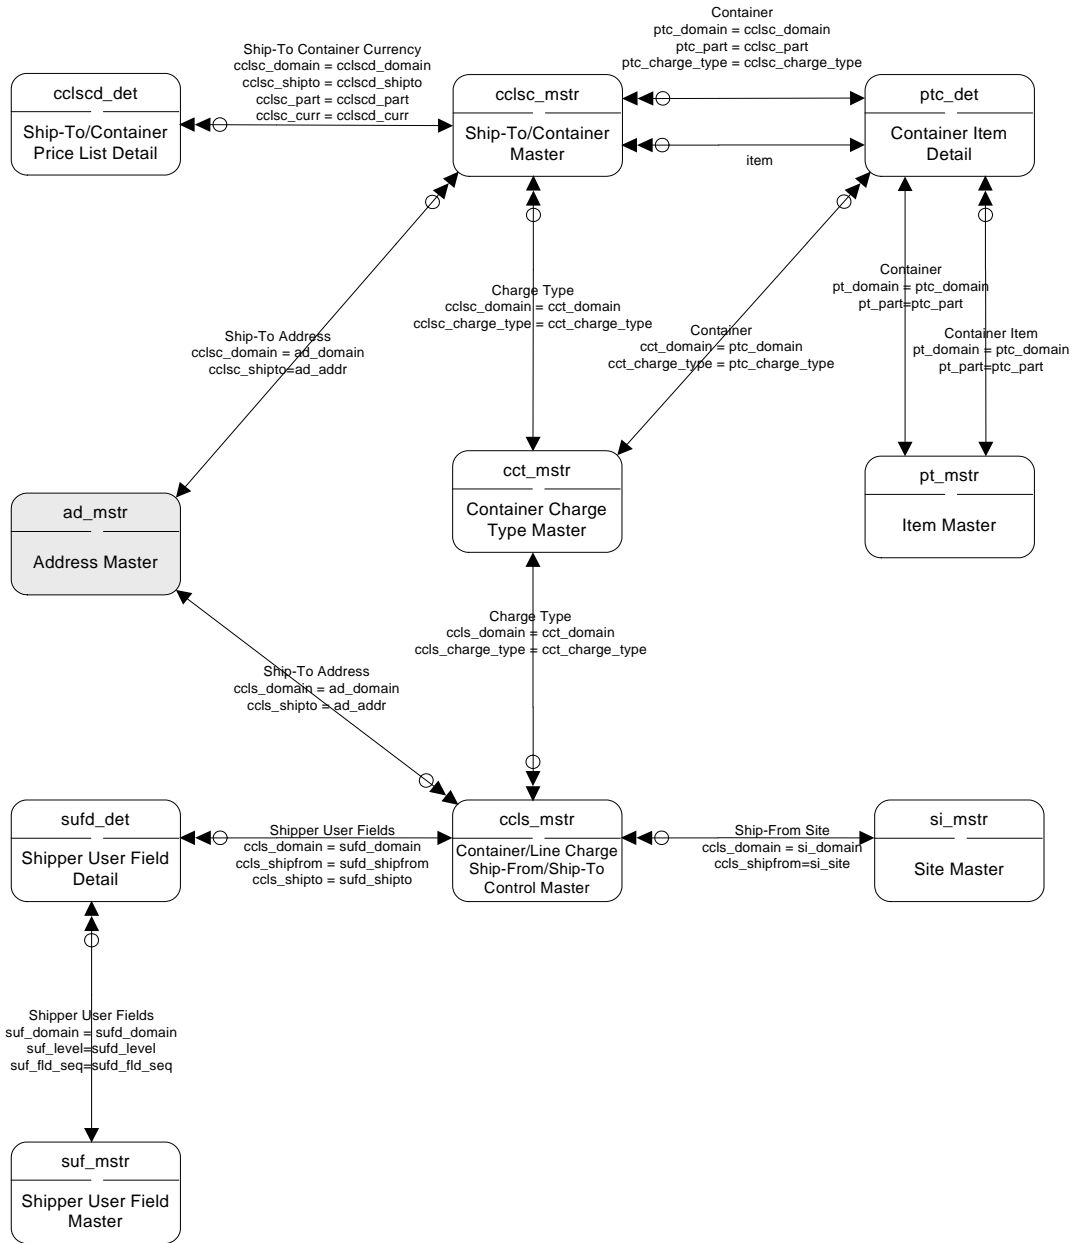 Container
ptc_domain = cclsc_domain
ptc_part = cclsc_part
ptc_charge_type = cclsc_charge_type
Ship-To Container Currency
cclsc_domain = cclscd_domain
cclsc_shipto = cclscd_shipto
cclsc_part = cclscd_part
cclsc_curr = cclscd_curr
cclscd_det
Ship-To/Container
Price List Detail
cclsc_mstr
Ship-To/Container
Master
item
ptc_det
Container Item
Detail
Container
pt_domain = ptc_domain
pt_part=ptc_part
Charge Type
cclsc_domain = cct_domain
cclsc_charge_type = cct_charge_type
Container
cct_domain = ptc_domain
cct_charge_type = ptc_charge_type
Container Item
pt_domain = ptc_domain
pt_part=ptc_part
Ship-To Address
cclsc_domain = ad_domain
cclsc_shipto=ad_addr
cct_mstr
Container Charge
Type Master
pt_mstr
Item Master
ad_mstr
Address Master
Charge Type
ccls_domain = cct_domain
ccls_charge_type = cct_charge_type
Ship-To Address
ccls_domain = ad_domain
ccls_shipto = ad_addr
sufd_det
Shipper User Field
Detail
Shipper User Fields
ccls_domain = sufd_domain
ccls_shipfrom = sufd_shipfrom
ccls_shipto = sufd_shipto
ccls_mstr
Container/Line Charge
Ship-From/Ship-To
Control Master
Ship-From Site
ccls_domain = si_domain
ccls_shipfrom=si_site
si_mstr
Site Master
Shipper User Fields
suf_domain = sufd_domain
suf_level=sufd_level
suf_fld_seq=sufd_fld_seq
suf_mstr
Shipper User Field
Master